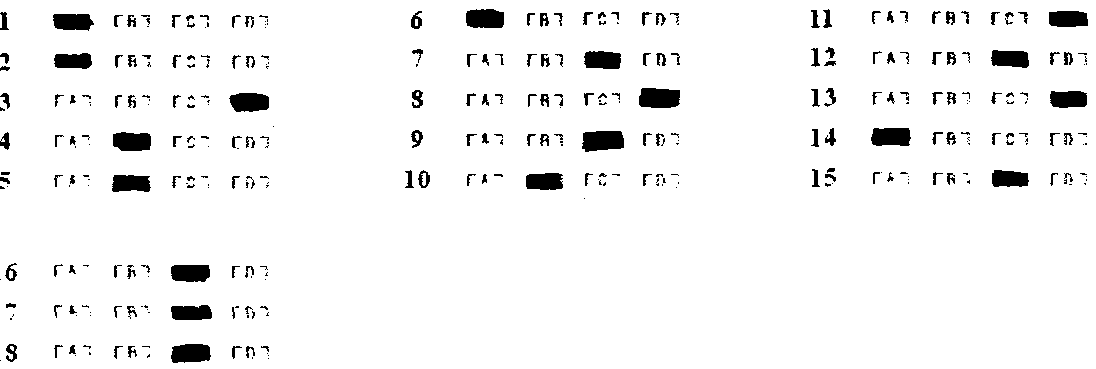 1 [B] [C] [D]
2 [B] [C] [D]
3 [A] [B] [C]
4 [A] [C] [D]
5 [A] [C] [D]
6 [B] [C] [D]
7 [A] [B] [D]
8 [A] [B] [C]
9 [A] [B] [D]
10 [A] [C] [D]
11 [A] [B] [C]
12 [A] [B] [D]
13 [A] [B] [C]
14 [B] [C] [D]
15 [A] [B] [D]
6 [A] [B] [D]
7 [A] [B] [D]
8 [A] [B] [D]